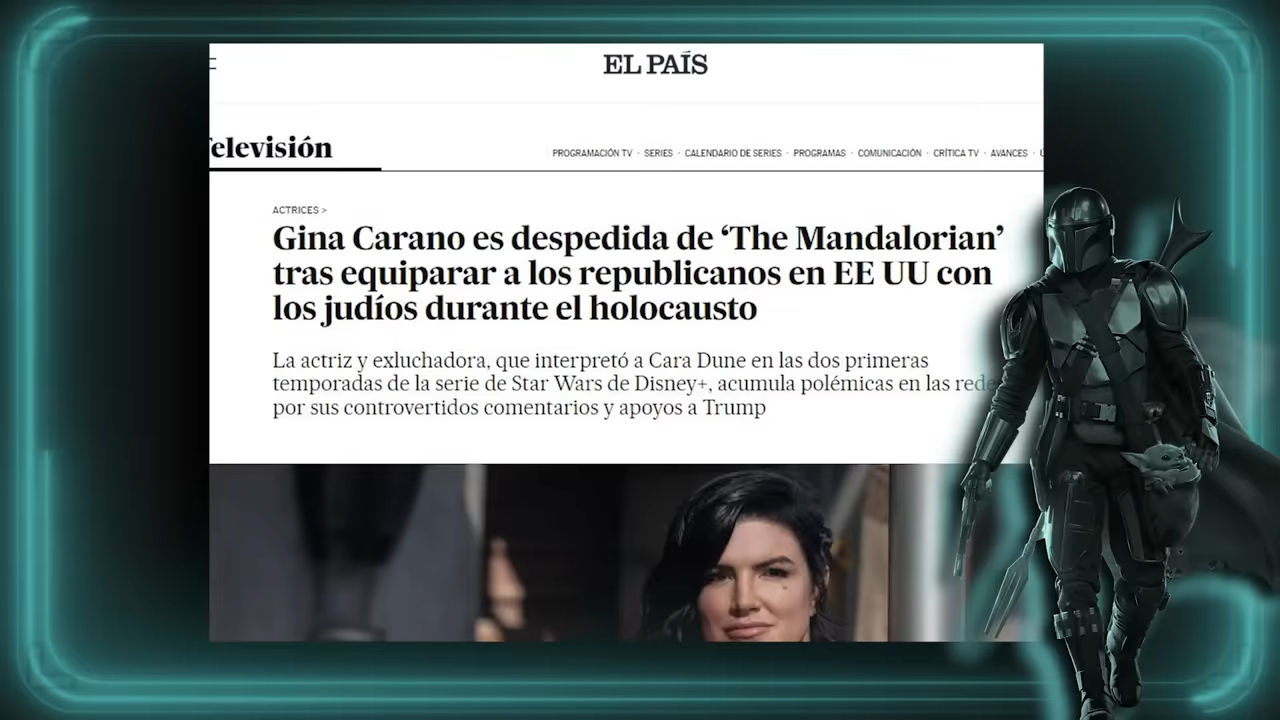 EL PAÍS
Televisión
PROGRAMACIÓN TV · SERIES · CALENDARIO DE SERIES · PROGRAMAS · COMUNICACIÓN · CRÍTICA TV · AVANCES ·
ACTRICES >
Gina Carano es despedida de ‘The Mandalorian’
tras equiparar a los republicanos en EE UU con
los judíos durante el holocausto
La actriz y exluchadora, que interpretó a Cara Dune en las dos primeras
temporadas de la serie de Star Wars de Disney+, acumula polémicas en las rede
por sus controvertidos comentarios y apoyos a Trump